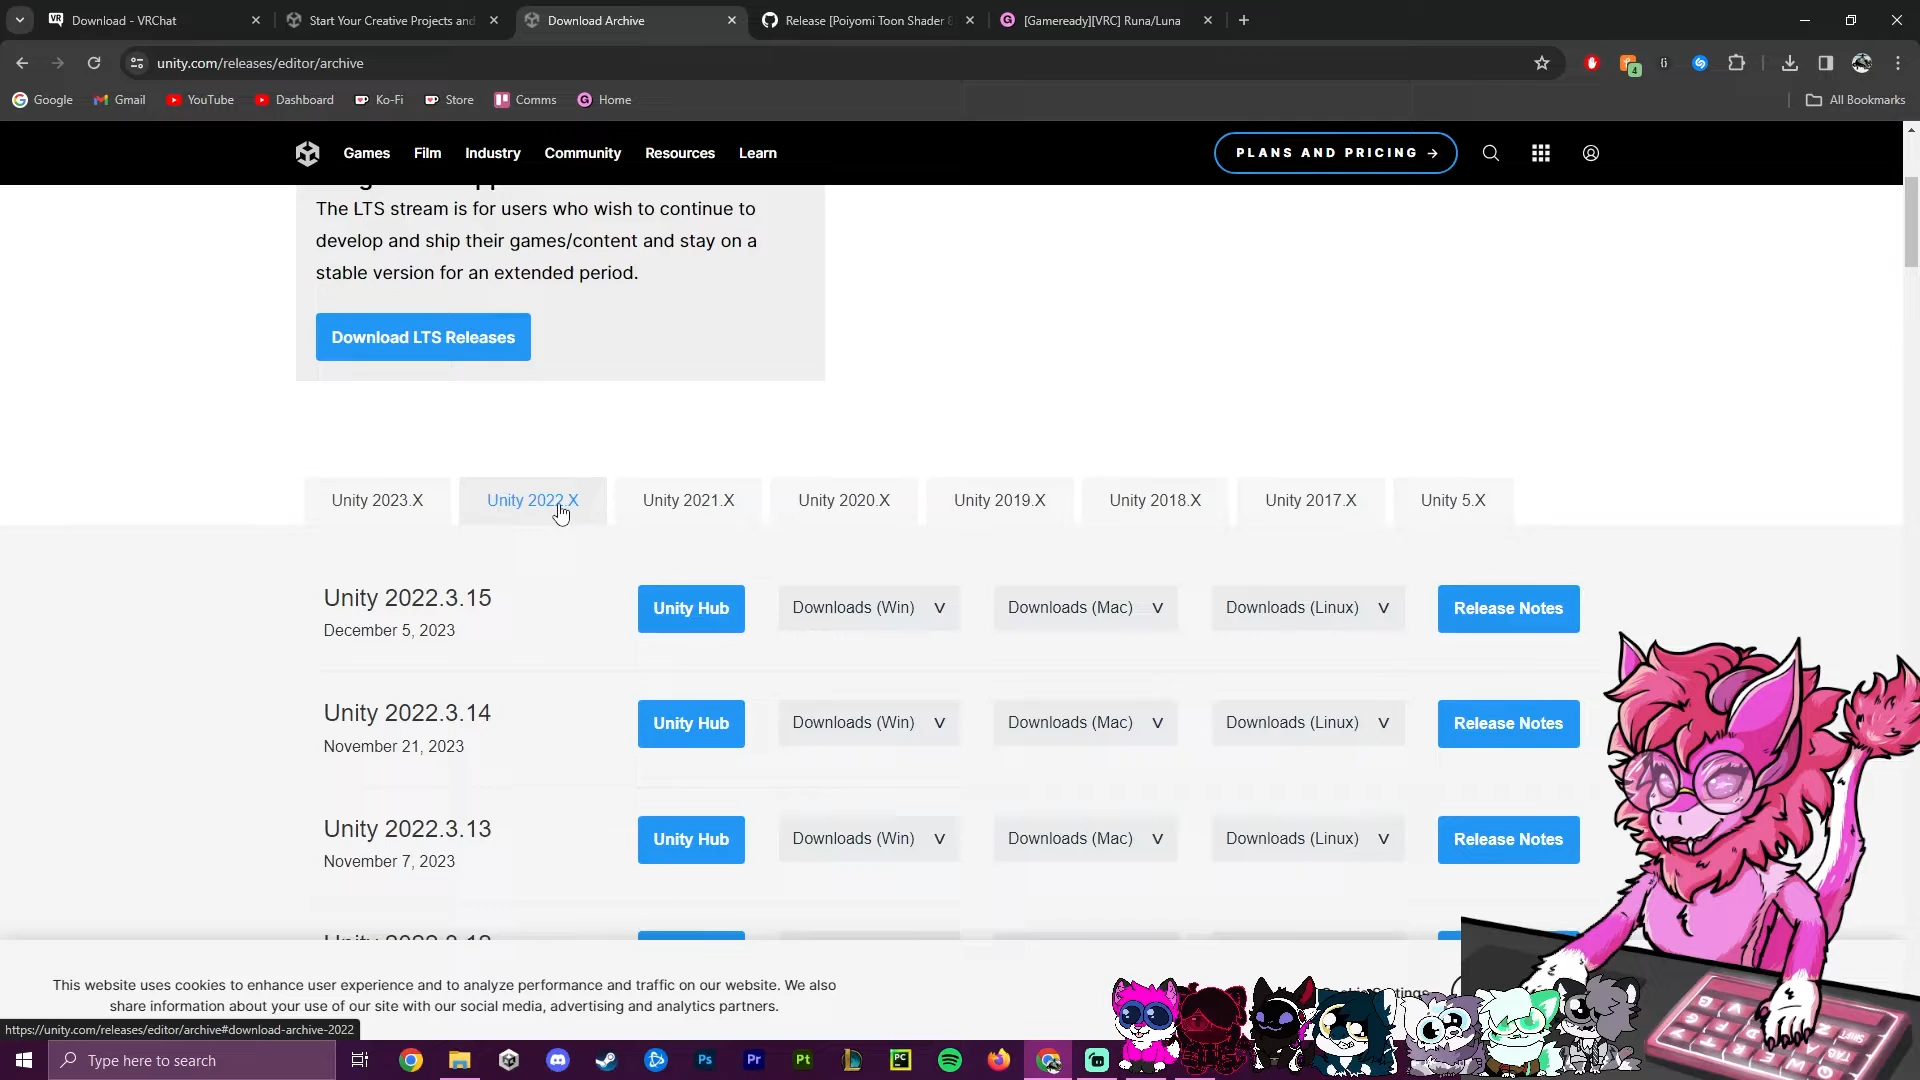 Download - VRChat
Start Your Creative Projects and
Download Archive
Release [Poiyomi Toon Shader
[Gameready][VRC] Runa/Luna
unity.com/releases/editor/archive
4
Google
Gmail
YouTube
Dashboard
Ko-Fi
Store
Comms
Home
All Bookmarks
Games
Film
Industry
Community
Resources
Learn
PLANS AND PRICING →
The LTS stream is for users who wish to continue to
develop and ship their games/content and stay on a
stable version for an extended period.
Download LTS Releases
Unity 2023.X
Unity 2022.X
Unity 2021.X
Unity 2020.X
Unity 2019.X
Unity 2018.X
Unity 2017.X
Unity 5.X
Unity 2022.3.15
December 5, 2023
Unity Hub
Downloads (Win)
Downloads (Mac)
Downloads (Linux)
Release Notes
Unity 2022.3.14
November 21, 2023
Unity Hub
Downloads (Win)
Downloads (Mac)
Downloads (Linux)
Release Notes
Unity 2022.3.13
November 7, 2023
Unity Hub
Downloads (Win)
Downloads (Mac)
Downloads (Linux)
Release Notes
This website uses cookies to enhance user experience and to analyze performance and traffic on our website. We also
share information about your use of our site with our social media, advertising and analytics partners.
https://unity.com/releases/editor/archive#download-archive-2022
Type here to search
Ps
Pr
Pt
PC